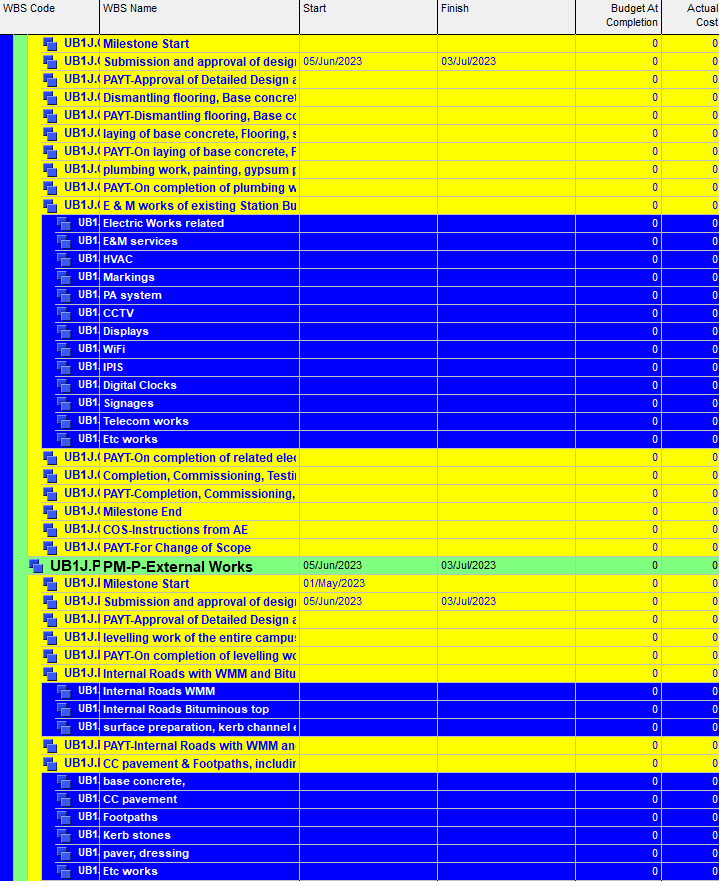 WBS Code WBS Name Start Finish Budget At Completion Actual Cost
UB1J. Milestone Start 0 0
UB1J. Submission and approval of desig 05/Jun/2023 03/Jul/2023 0 0
UB1J. PAYT-Approval of Detailed Design a 0 0
UB1J. Dismantling flooring, Base concret 0 0
UB1J. PAYT-Dismantling flooring, Base co 0 0
UB1J. laying of base concrete, Flooring, s 0 0
UB1J. PAYT-On laying of base concrete, F 0 0
UB1J. plumbing work, painting, gypsum p 0 0
UB1J. PAYT-On completion of plumbing w 0 0
UB1J. E & M works of existing Station Bu 0 0
UB1. Electric Works related 0 0
UB1. E&M services 0 0
UB1. HVAC 0 0
UB1. Markings 0 0
UB1. PA system 0 0
UB1. CCTV 0 0
UB1. Displays 0 0
UB1. WiFi 0 0
UB1. IPIS 0 0
UB1. Digital Clocks 0 0
UB1. Signages 0 0
UB1. Telecom works 0 0
UB1. Etc works 0 0
UB1J. PAYT-On completion of related elec 0 0
UB1J. Completion, Commissioning, Testi 0 0
UB1J. PAYT-Completion, Commissioning, 0 0
UB1J. Milestone End 0 0
UB1J. COS-Instructions from AE 0 0
UB1J. PAYT-For Change of Scope 0 0
UB1J.P PM-P-External Works 05/Jun/2023 03/Jul/2023 0 0
UB1J. Milestone Start 01/May/2023 0 0
UB1J. Submission and approval of desig 05/Jun/2023 03/Jul/2023 0 0
UB1J. PAYT-Approval of Detailed Design a 0 0
UB1J. levelling work of the entire campus 0 0
UB1J. PAYT-On completion of levelling wo 0 0
UB1J. Internal Roads with WMM and Bitu 0 0
UB1. Internal Roads WMM 0 0
UB1. Internal Roads Bituminous top 0 0
UB1. surface preparation, kerb channel e 0 0
UB1J. PAYT-Internal Roads with WMM an 0 0
UB1J. CC pavement & Footpaths, includin 0 0
UB1. base concrete, 0 0
UB1. CC pavement 0 0
UB1. Footpaths 0 0
UB1. Kerb stones 0 0
UB1. paver, dressing 0 0
UB1. Etc works 0 0